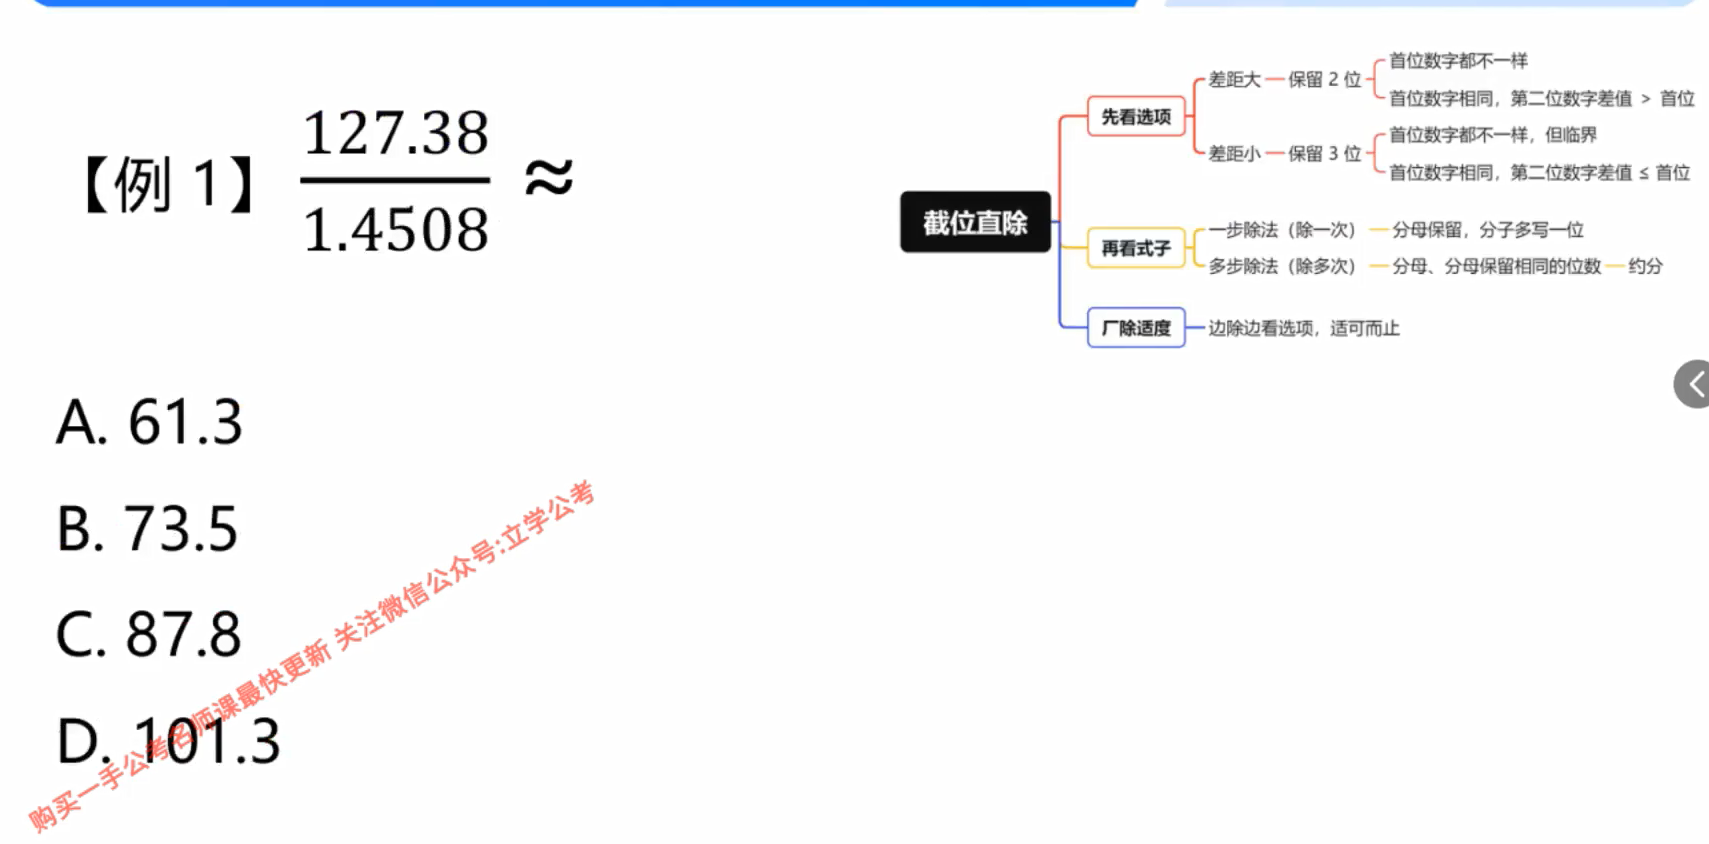 【例 1】 127.38 / 1.4508 ≈
A. 61.3
B. 73.5
C. 87.8
D. 101.3
截位直除
先看选项
差距大
保留 2 位
首位数字都不一样
首位数字相同，第二位数字差值 > 首位
差距小
保留 3 位
首位数字都不一样，但临界
首位数字相同，第二位数字差值 ≤ 首位
再看式子
一步除法（除一次）
分母保留，分子多写一位
多步除法（除多次）
分母、分母保留相同的位数
约分
厂除适度
边除边看选项，适可而止
购买一手公考名师课最快更新 关注微信公众号:立学公考